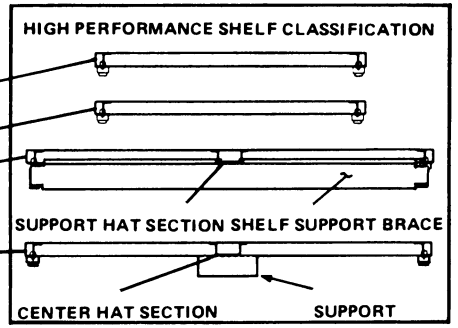 HIGH PERFORMANCE SHELF CLASSIFICATION
SUPPORT HAT SECTION SHELF SUPPORT BRACE
CENTER HAT SECTION SUPPORT